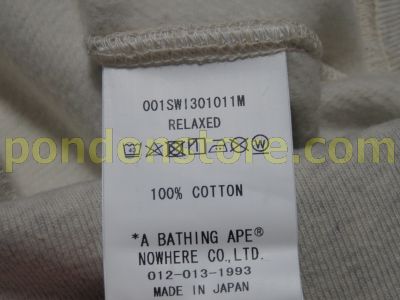 001SWI301011M
RELAXED
pondonstore.com
100% COTTON
*A BATHING APE®
NOWHERE CO.,LTD.
012-013-1993
MADE IN JAPAN